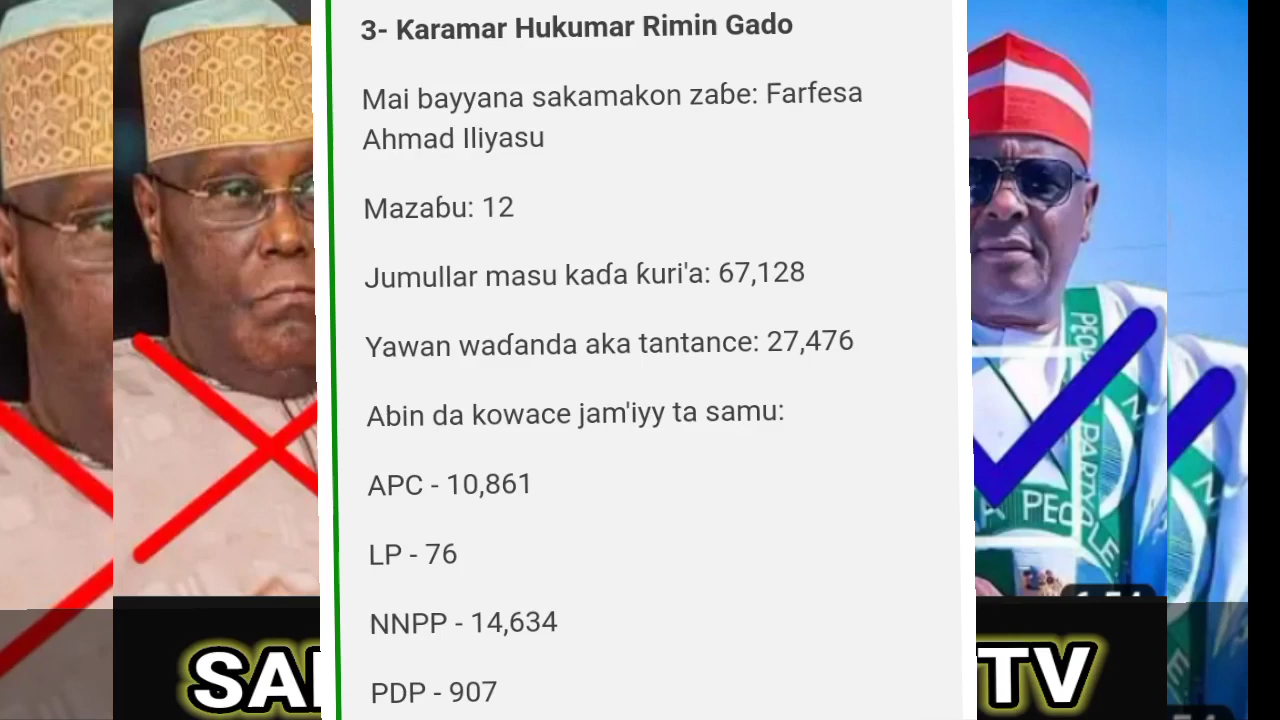 3- Karamar Hukumar Rimin Gado
Mai bayyana sakamakon zaɓe: Farfesa
Ahmad Iliyasu
Mazaɓu: 12
Jumullar masu kaɗa ƙuri'a: 67,128
Yawan waɗanda aka tantance: 27,476
Abin da kowace jam'iyy ta samu:
APC - 10,861
LP - 76
NNPP - 14,634
PDP - 907
PARTY
PEO
TV